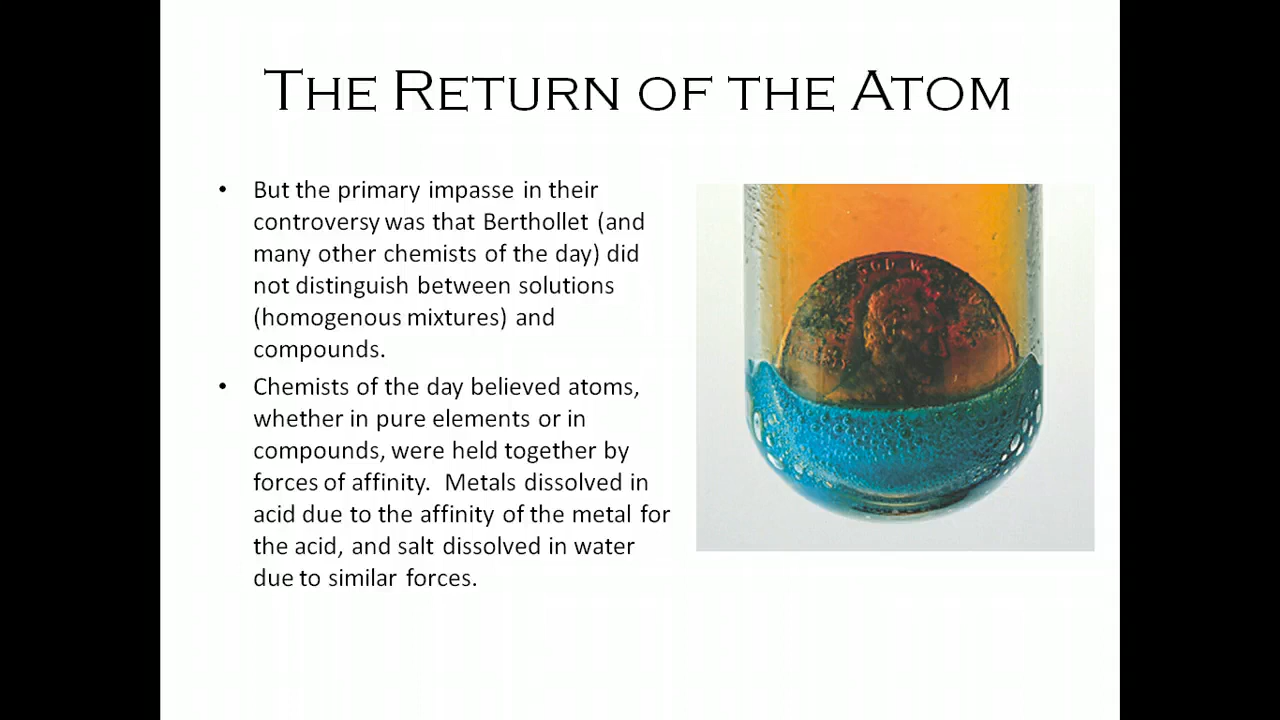 The Return of the Atom
• But the primary impasse in their
controversy was that Berthollet (and
many other chemists of the day) did
not distinguish between solutions
(homogenous mixtures) and
compounds.
• Chemists of the day believed atoms,
whether in pure elements or in
compounds, were held together by
forces of affinity. Metals dissolved in
acid due to the affinity of the metal for
the acid, and salt dissolved in water
due to similar forces.